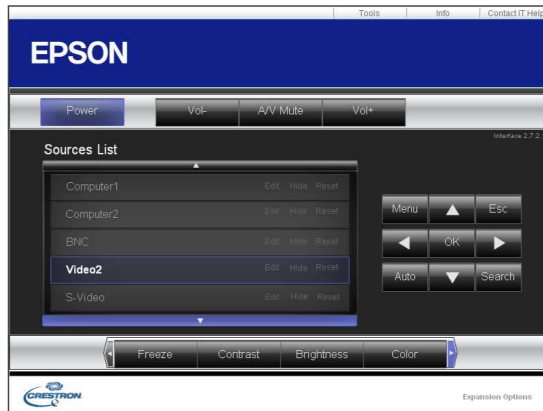 Tools Info Contact IT Help
EPSON
Power Vol- A/V Mute Vol+
Interface 2.7.2.
Sources List
Computer1 Edit Hide Reset
Computer2 Edit Hide Reset
BNC Edit Hide Reset
Video2 Edit Hide Reset
S-Video Edit Hide Reset
Menu Esc
OK
Auto Search
Freeze Contrast Brightness Color
CRESTRON
Expansion Options